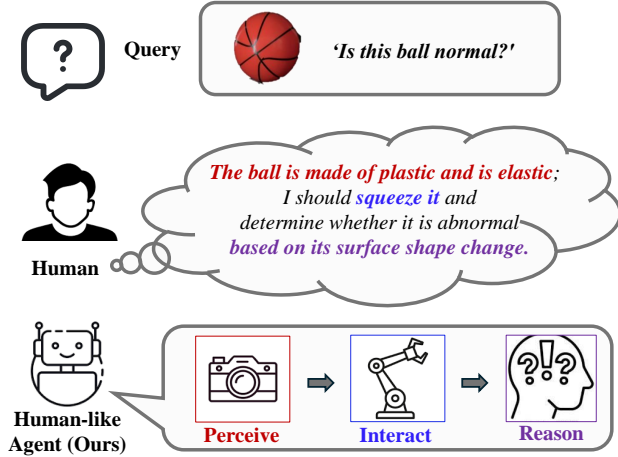 ?
Query
'Is this ball normal?'
The ball is made of plastic and is elastic;
I should squeeze it and
determine whether it is abnormal
based on its surface shape change.
Human
Human-like
Agent (Ours)
Perceive
Interact
?!?
Reason